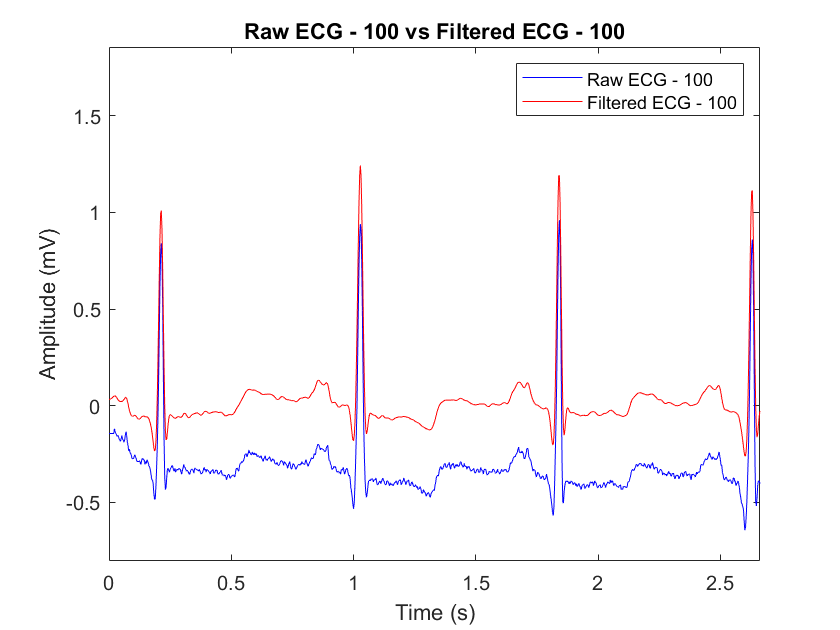 Raw ECG - 100 vs Filtered ECG - 100
Raw ECG - 100
Filtered ECG - 100
Amplitude (mV)
1.5
1
0.5
0
-0.5
0 0.5 1 1.5 2 2.5
Time (s)